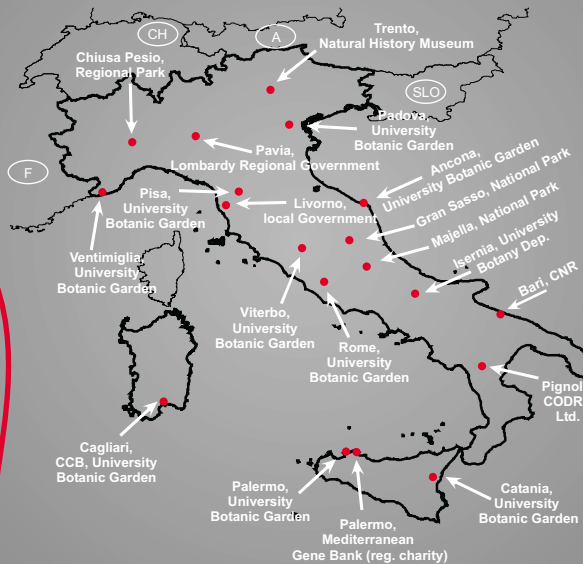 CH
A
Trento,
Natural History Museum
Chiusa Pesio,
Regional Park
SLO
Padova,
University
Botanic Garden
Pavia,
Lombardy Regional Government
F
Ancona,
University Botanic Garden
Gran Sasso, National Park
Majella, National Park
Isernia, University
Botany Dep.
Pisa,
University
Botanic Garden
Livorno,
local Government
Bari, CNR
Ventimiglia,
University
Botanic Garden
Viterbo,
University
Botanic Garden
Rome,
University
Botanic Garden
Pignol
CODR
Ltd.
Cagliari,
CCB, University
Botanic Garden
Palermo,
University
Botanic Garden
Palermo,
Mediterranean
Gene Bank (reg. charity)
Catania,
University
Botanic Garden